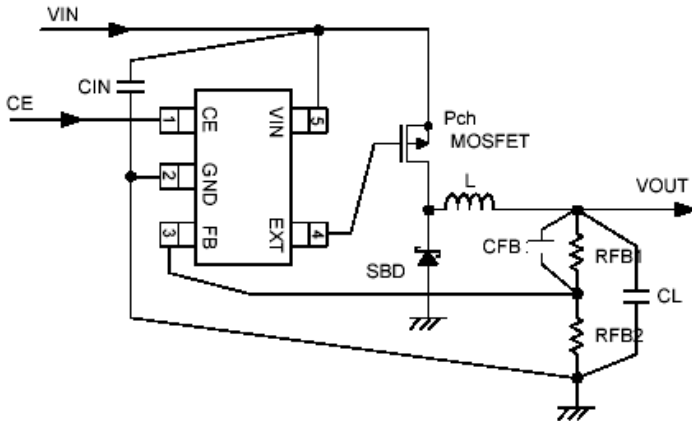 VIN
CIN
CE
1
CE
VIN
5
Pch
MOSFET
2
GND
L
VOUT
3
FB
EXT
4
SBD
CFB
RFB1
CL
RFB2